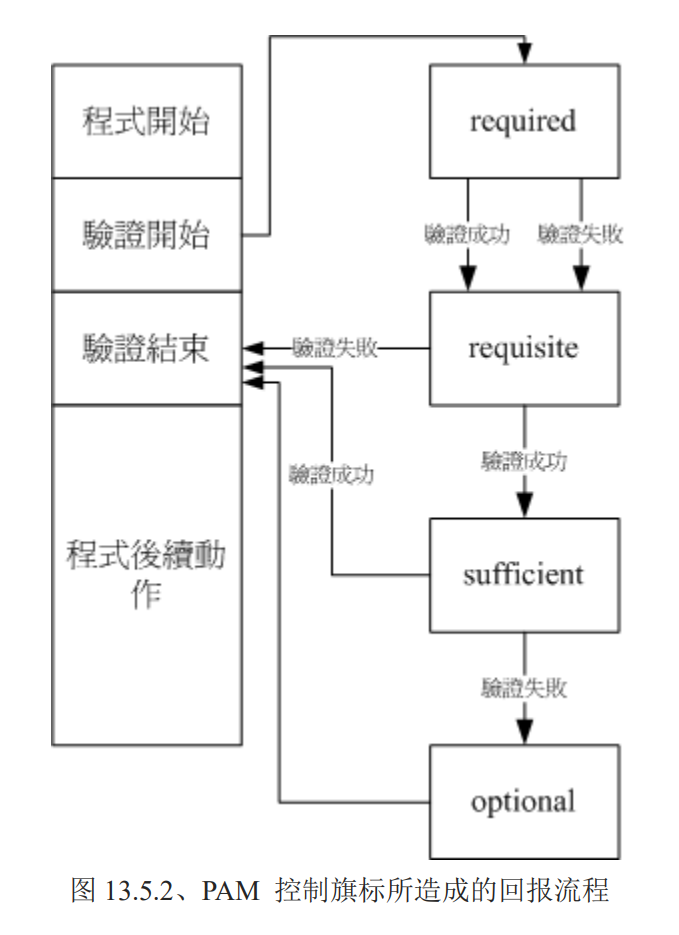 程式開始
required
驗證開始
驗證成功
驗證失敗
驗證結束
驗證失敗
requisite
驗證成功
驗證成功
程式後續動
作
sufficient
驗證失敗
optional
图 13.5.2、PAM 控制旗标所造成的回报流程